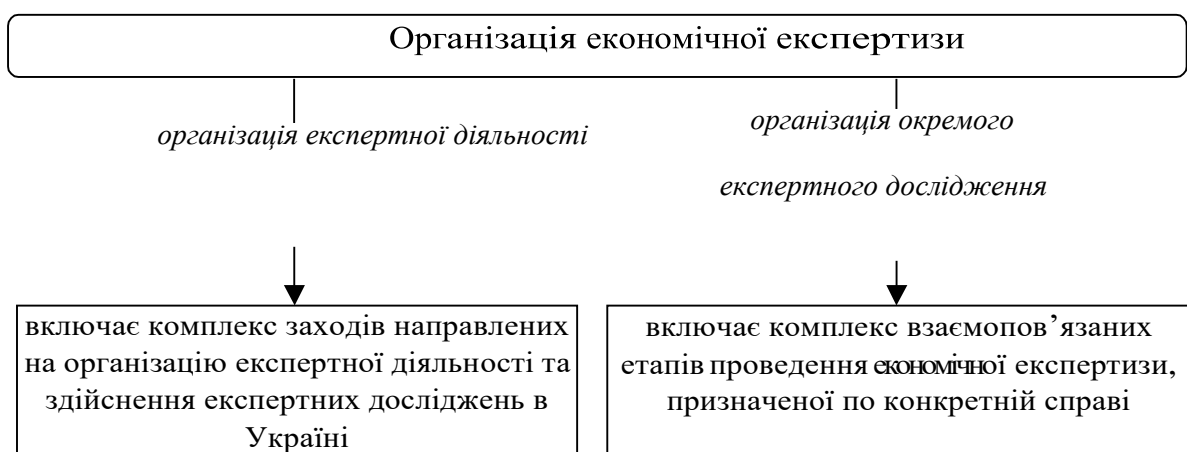 Організація економічної експертизи
організація експертної діяльності
організація окремого
експертного дослідження
включає комплекс заходів направлених
на організацію експертної діяльності та
здійснення експертних досліджень в
Україні
включає комплекс взаємопов’язаних
етапів проведення економічної експертизи,
призначеної по конкретній справі